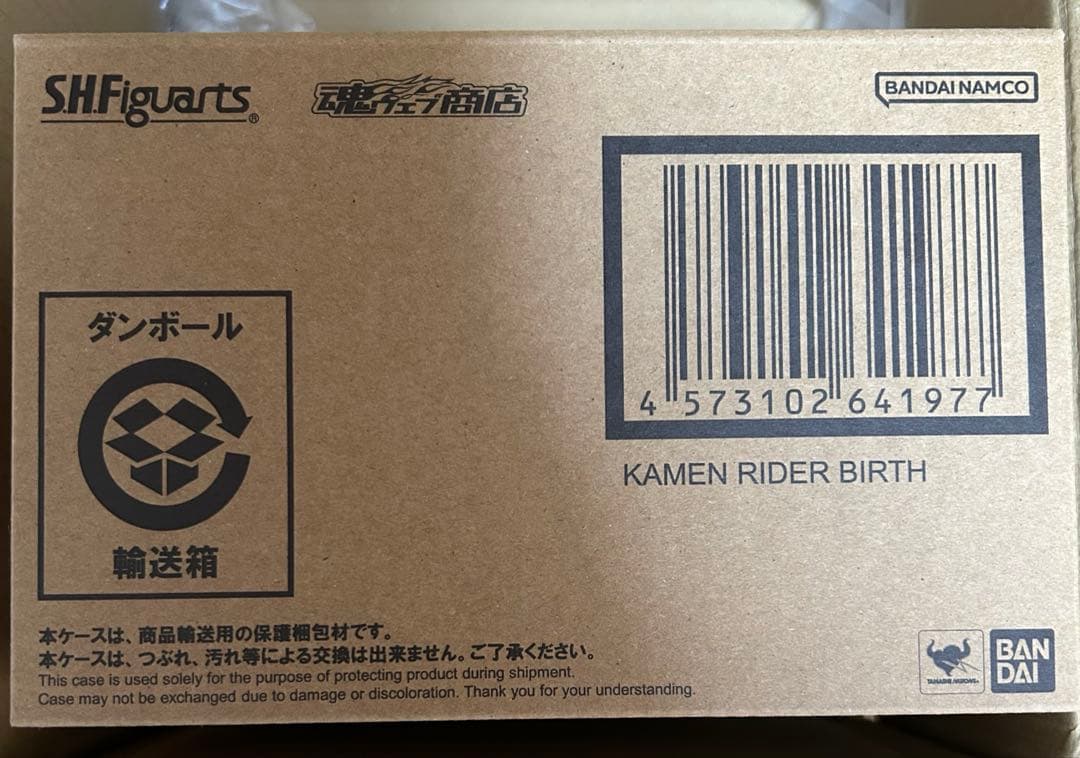 S.H.Figuarts®
魂ウェブ商店
BANDAI NAMCO
4 573102 641977
KAMEN RIDER BIRTH
ダンボール
輸送箱
本ケースは、商品輸送用の保護梱包材です。
本ケースは、つぶれ、汚れ等による交換は出来ません。ご了承ください。
This case is used solely for the purpose of protecting product during shipment.
Case may not be exchanged due to damage or discoloration. Thank you for your understanding.
TAMASHII NATIONS
BAN
DAI